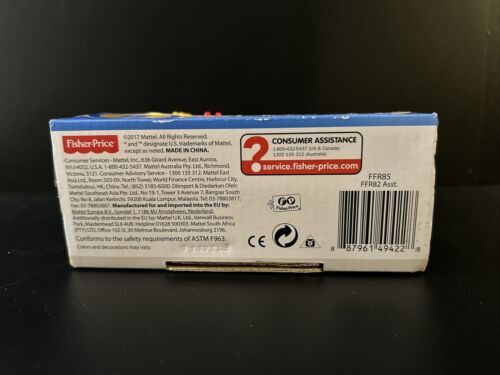 Fisher-Price®
©2017 Mattel. All Rights Reserved.
® and ™ designate U.S. trademarks of Mattel,
except as noted. MADE IN CHINA.
Consumer Services - Mattel, Inc., 636 Girard Avenue, East Aurora,
NY14052, U.S.A. 1-800-432-5437. Mattel Australia Pty. Ltd., Richmond,
Victoria, 3121. Consumer Advisory Service - 1300 135 312. Mattel East
Asia Ltd., Room 503-09, North Tower, World Finance Centre, Harbour City,
Tsimshatsui, HK, China. Tel.: (852) 3185-6500. Diimport & Diedarkan Oleh:
Mattel Southeast Asia Pte. Ltd., No 19-1, Tower 3 Avenue 7, Bangsar South
City, No 8, Jalan Kerinchi, 59200 Kuala Lumpur, Malaysia. Tel: 03-78803817,
Fax: 03-78803867. Manufactured for and imported into the EU by:
Mattel Europa B.V., Gondel 1, 1186 MJ Amstelveen, Nederland.
Additionally distributed in the EU by: Mattel U.K. Ltd., Vanwall Business
Park, Maidenhead SL6 4UB. Helpline 01628 500303. Mattel South Africa
(PTY) LTD, Office 102 I3, 30 Melrose Boulevard, Johannesburg 2196.
Conforms to the safety requirements of ASTM F963.
Colors and decorations may vary.
?
CONSUMER ASSISTANCE
1-800-432-5437 (US & Canada)
1300 135 312 (Australia)
service.fisher-price.com
Fisher-Price
CE
FFR85
FFR82 Asst.
8 87961 49422 8